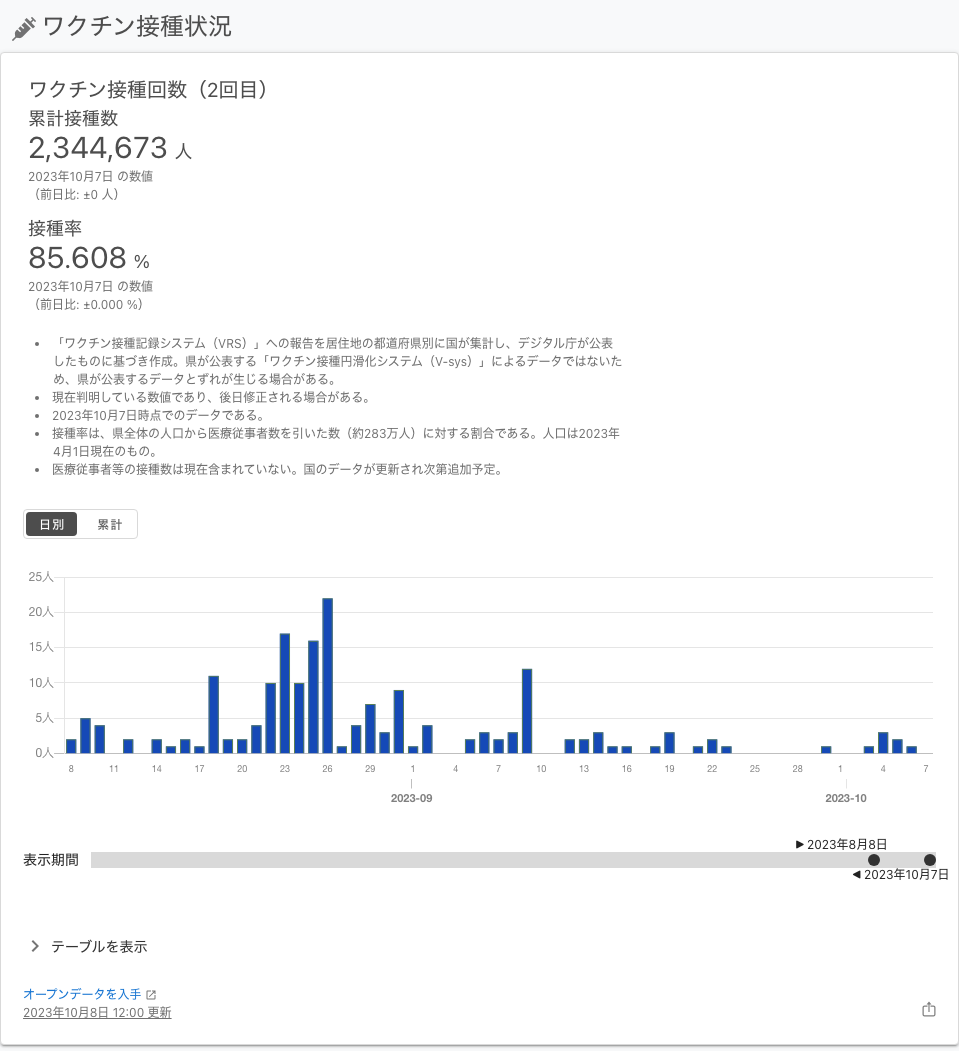 ワクチン接種状況
ワクチン接種回数（2回目）
累計接種数
2,344,673 人
2023年10月7日 の数値
（前日比: ±0 人）
接種率
85.608 %
2023年10月7日 の数値
（前日比: ±0.000 %）
• 「ワクチン接種記録システム（VRS）」への報告を居住地の都道府県別に国が集計し、デジタル庁が公表
したものに基づき作成。県が公表する「ワクチン接種円滑化システム（V-sys）」によるデータではないた
め、県が公表するデータとずれが生じる場合がある。
• 現在判明している数値であり、後日修正される場合がある。
• 2023年10月7日時点でのデータである。
• 接種率は、県全体の人口から医療従事者数を引いた数（約283万人）に対する割合である。人口は2023年
4月1日現在のもの。
• 医療従事者等の接種数は現在含まれていない。国のデータが更新され次第追加予定。
日別 累計
25人
20人
15人
10人
5人
0人
8 11 14 17 20 23 26 29 1 4 7 10 13 16 19 22 25 28 1 4 7
2023-09 2023-10
▶ 2023年8月8日
表示期間
◀ 2023年10月7日
テーブルを表示
オープンデータを入手
2023年10月8日 12:00 更新